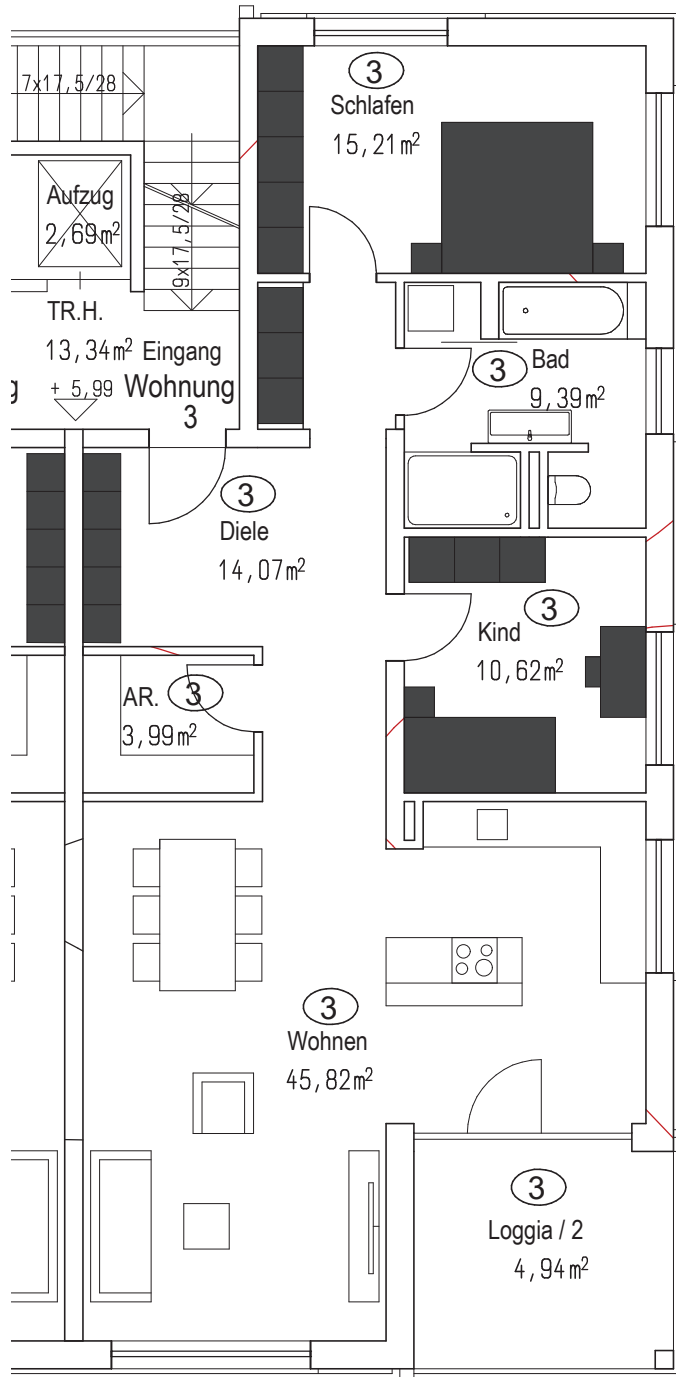 3
Schlafen
15,21m²
7x17,5/28
Aufzug
2,69m²
9x17,5/28
TR.H.
13,34m² Eingang
+ 5,99 Wohnung
3
g
3
Bad
9,39m²
3
Diele
14,07m²
3
Kind
10,62m²
AR. 3
3,99m²
3
Wohnen
45,82m²
3
Loggia / 2
4,94m²